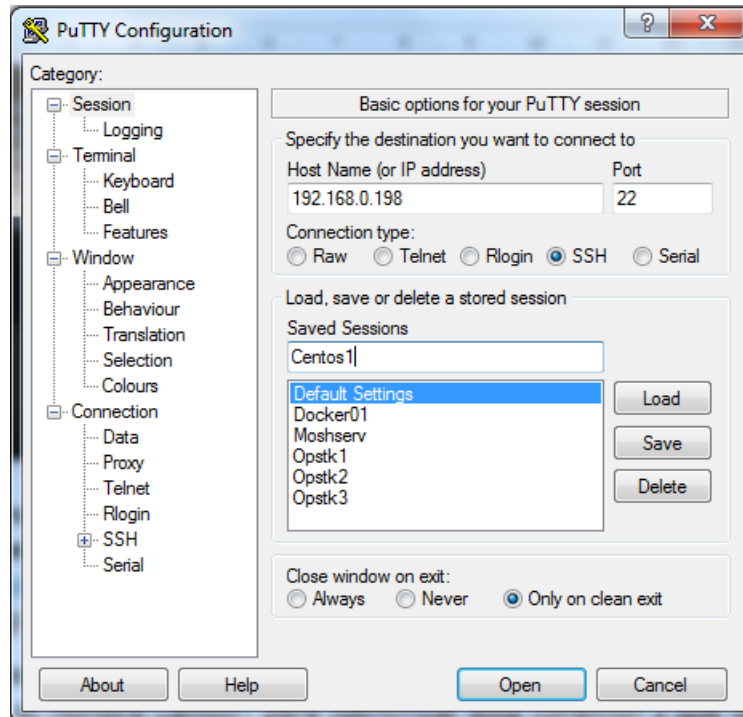 PuTTY Configuration
?
X
Category:
Session
Logging
Terminal
Keyboard
Bell
Features
Window
Appearance
Behaviour
Translation
Selection
Colours
Connection
Data
Proxy
Telnet
Rlogin
SSH
Serial
Basic options for your PuTTY session
Specify the destination you want to connect to
Host Name (or IP address) Port
192.168.0.198 22
Connection type:
Raw Telnet Rlogin SSH Serial
Load, save or delete a stored session
Saved Sessions
Centos1
Default Settings
Docker01
Moshserv
Opstk1
Opstk2
Opstk3
Load
Save
Delete
Close window on exit:
Always Never Only on clean exit
About Help Open Cancel